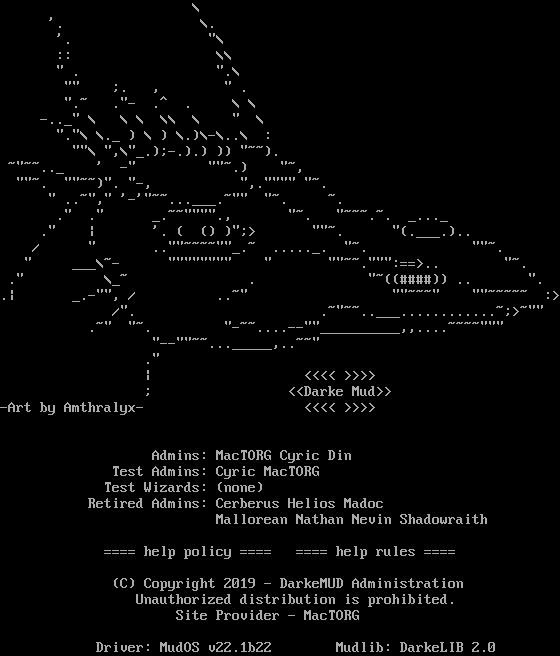 <<<< >>>>
<<Darke Mud>>
-Art by Amthralyx-
<<<< >>>>
Admins: MacTORG Cyric Din
Test Admins: Cyric MacTORG
Test Wizards: (none)
Retired Admins: Cerberus Helios Madoc
Mallorean Nathan Nevin Shadowraith
==== help policy ==== ==== help rules ====
(C) Copyright 2019 - DarkeMUD Administration
Unauthorized distribution is prohibited.
Site Provider - MacTORG
Driver: MudOS v22.1b22 Mudlib: DarkeLIB 2.0